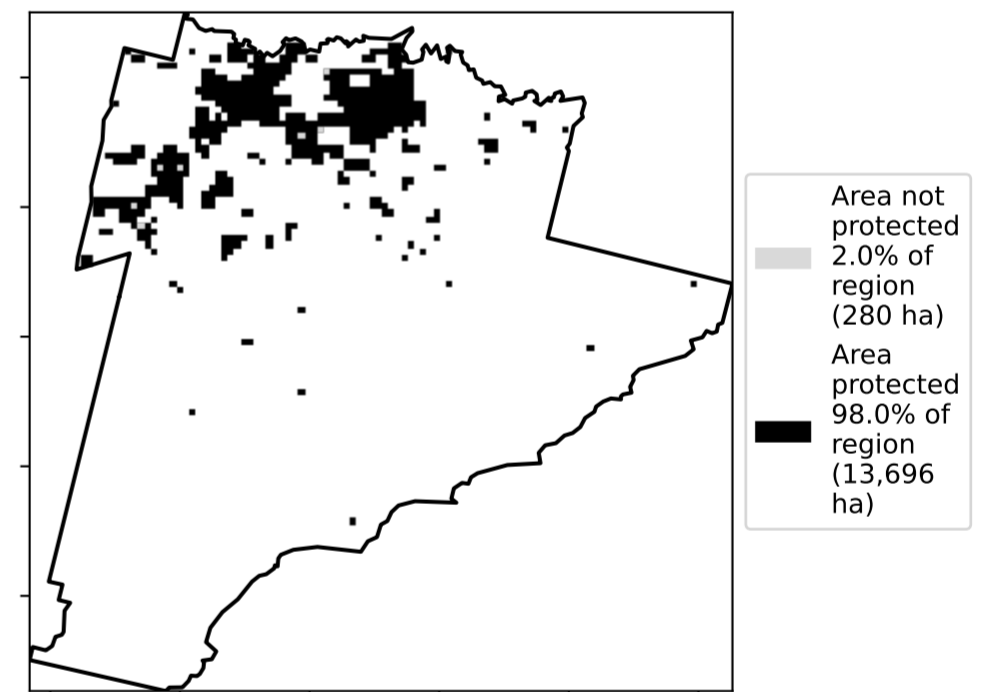 Area not
protected
2.0% of
region
(280 ha)
Area
protected
98.0% of
region
(13,696
ha)